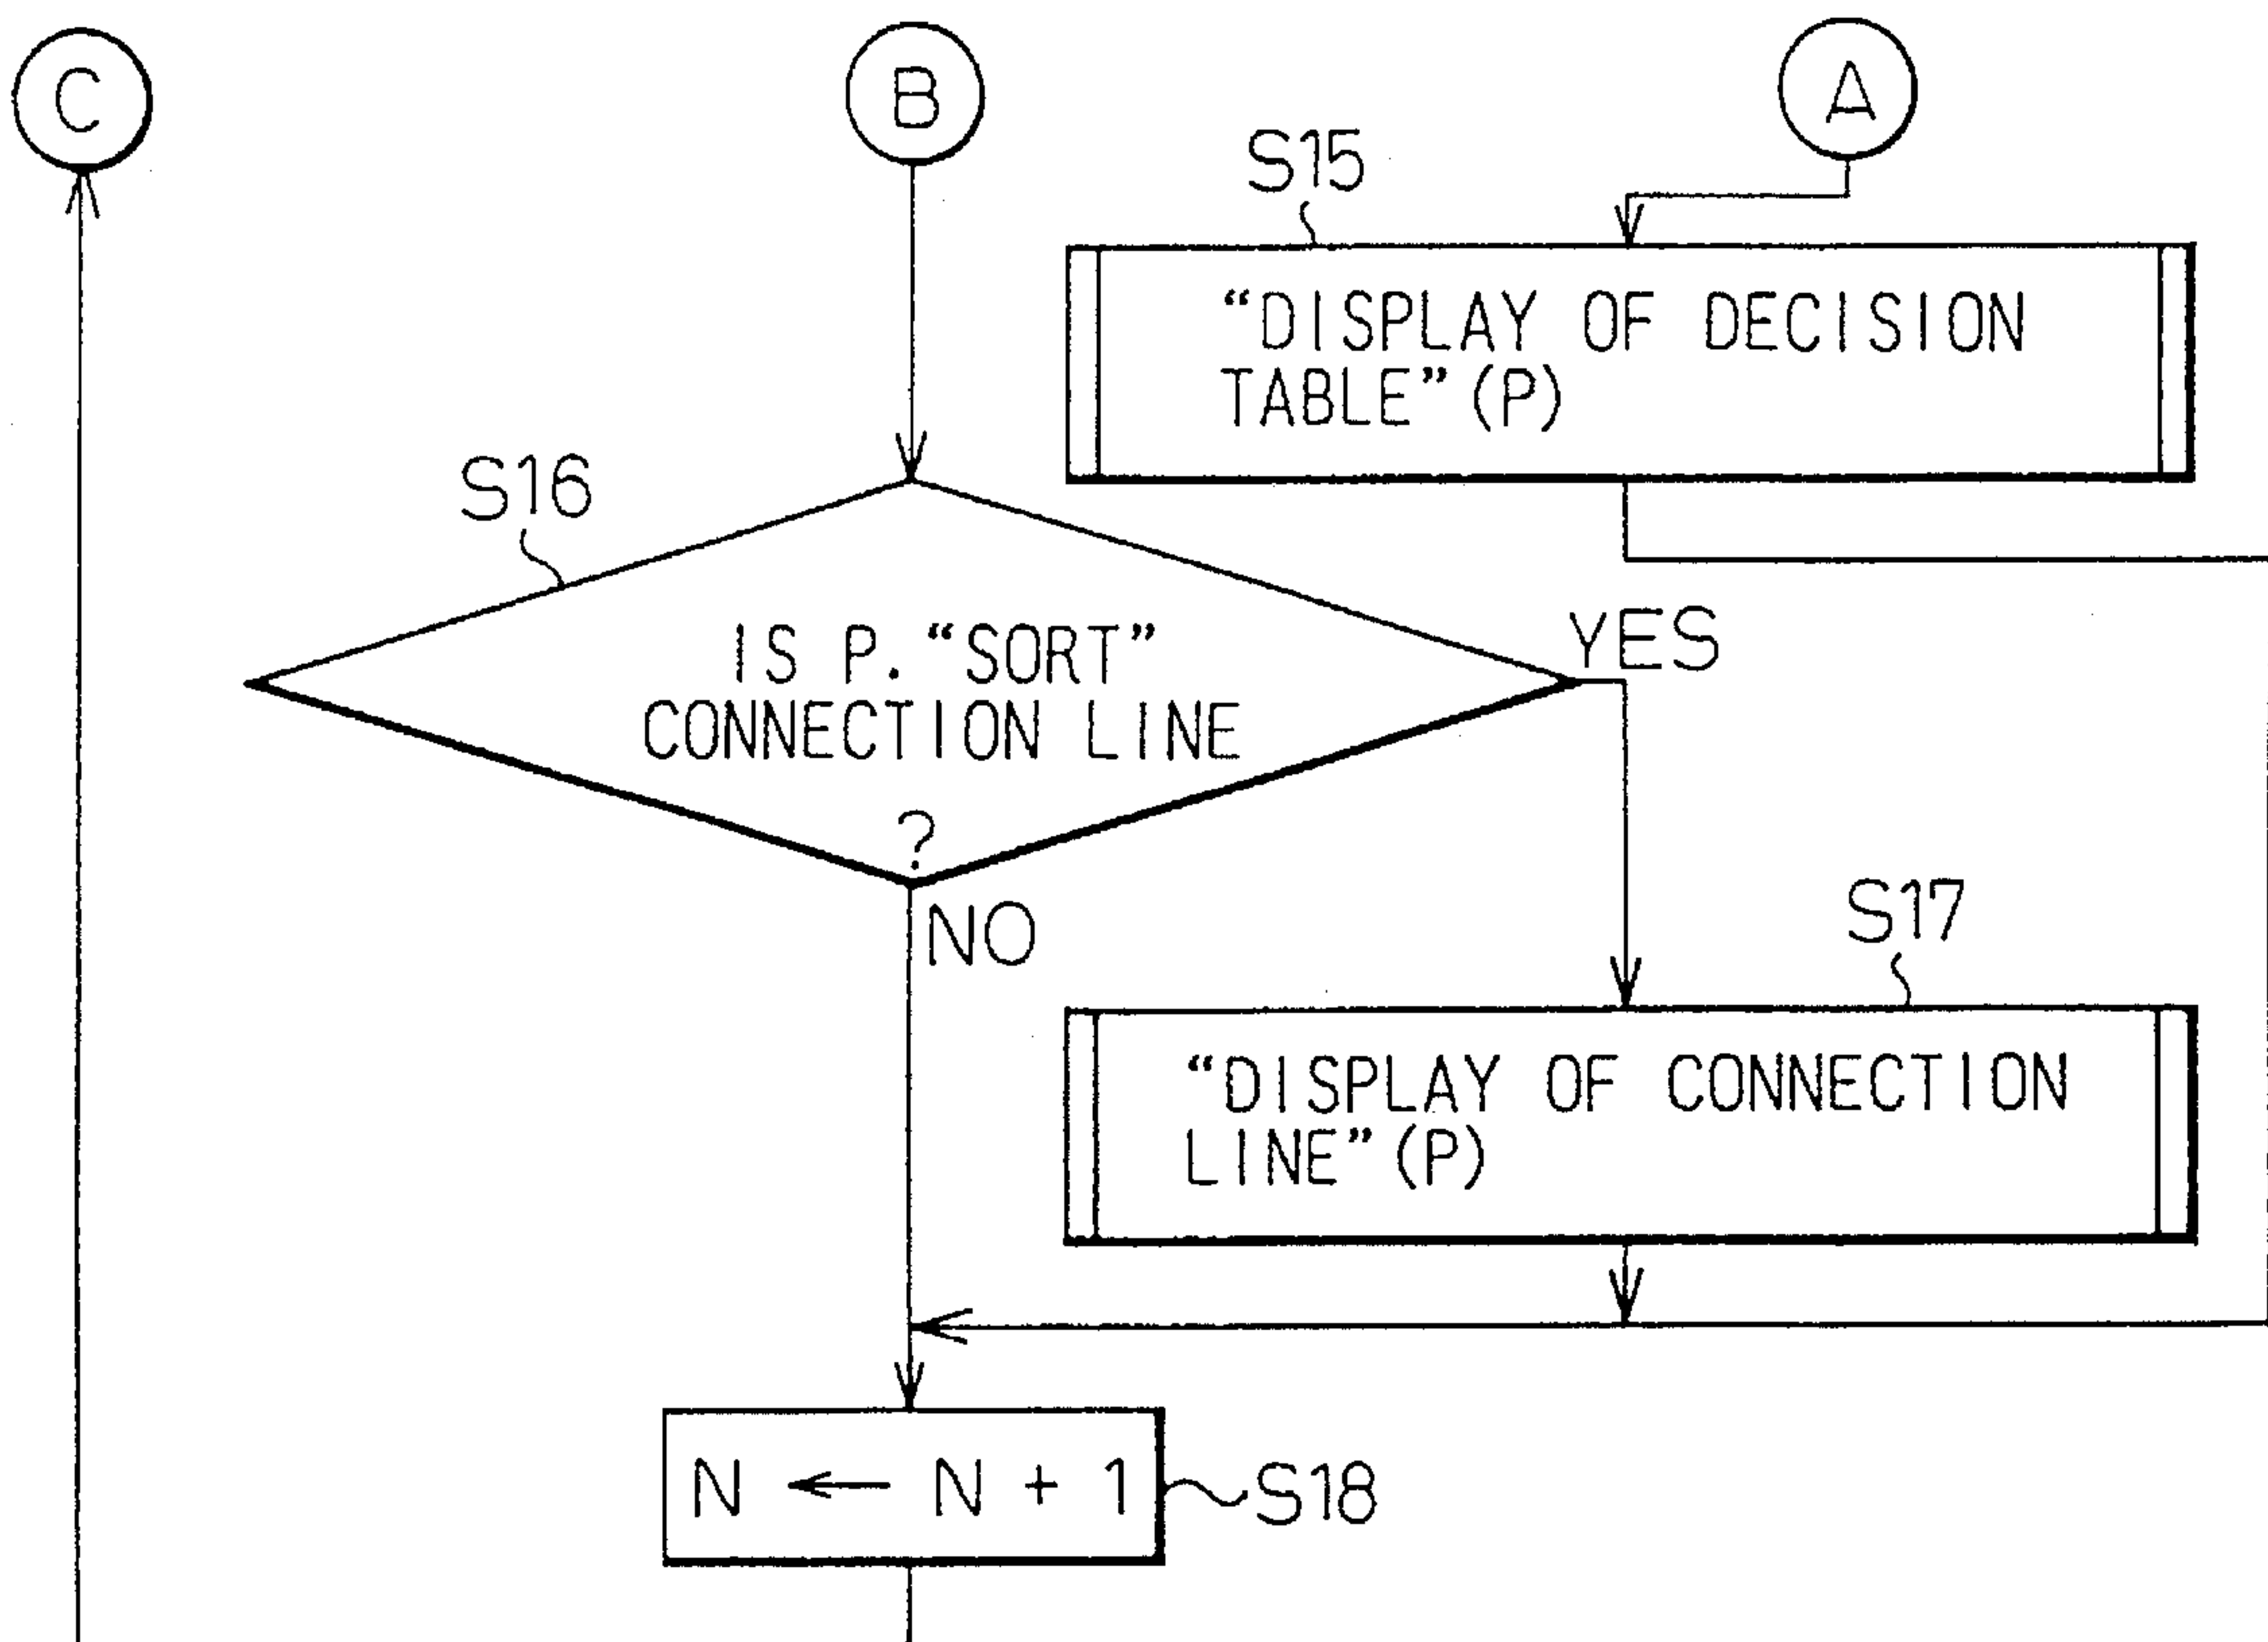 C
B
A
S15
“DISPLAY OF DECISION
TABLE”(P)
S16
IS P. “SORT”
CONNECTION LINE
?
YES
NO
S17
“DISPLAY OF CONNECTION
LINE”(P)
N ← N + 1
S18